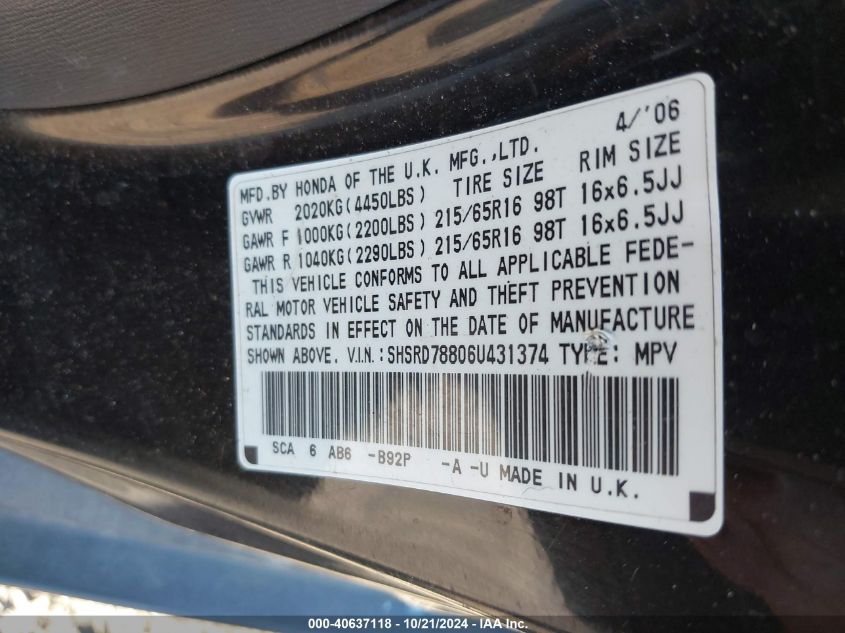 4/'06
MFD.BY HONDA OF THE U.K. MFG.,LTD.
GVWR 2020KG(4450LBS) TIRE SIZE RIM SIZE
GAWR F 1000KG(2200LBS) 215/65R16 98T 16x6.5JJ
GAWR R 1040KG(2290LBS) 215/65R16 98T 16x6.5JJ
THIS VEHICLE CONFORMS TO ALL APPLICABLE FEDE-
RAL MOTOR VEHICLE SAFETY AND THEFT PREVENTION
STANDARDS IN EFFECT ON THE DATE OF MANUFACTURE
SHOWN ABOVE. V.I.N.: SHSRD78806U431374 TYPE: MPV
SCA 6 AB6 -B92P -A -U MADE IN U.K.
000-40637118 - 10/21/2024 - IAA Inc.